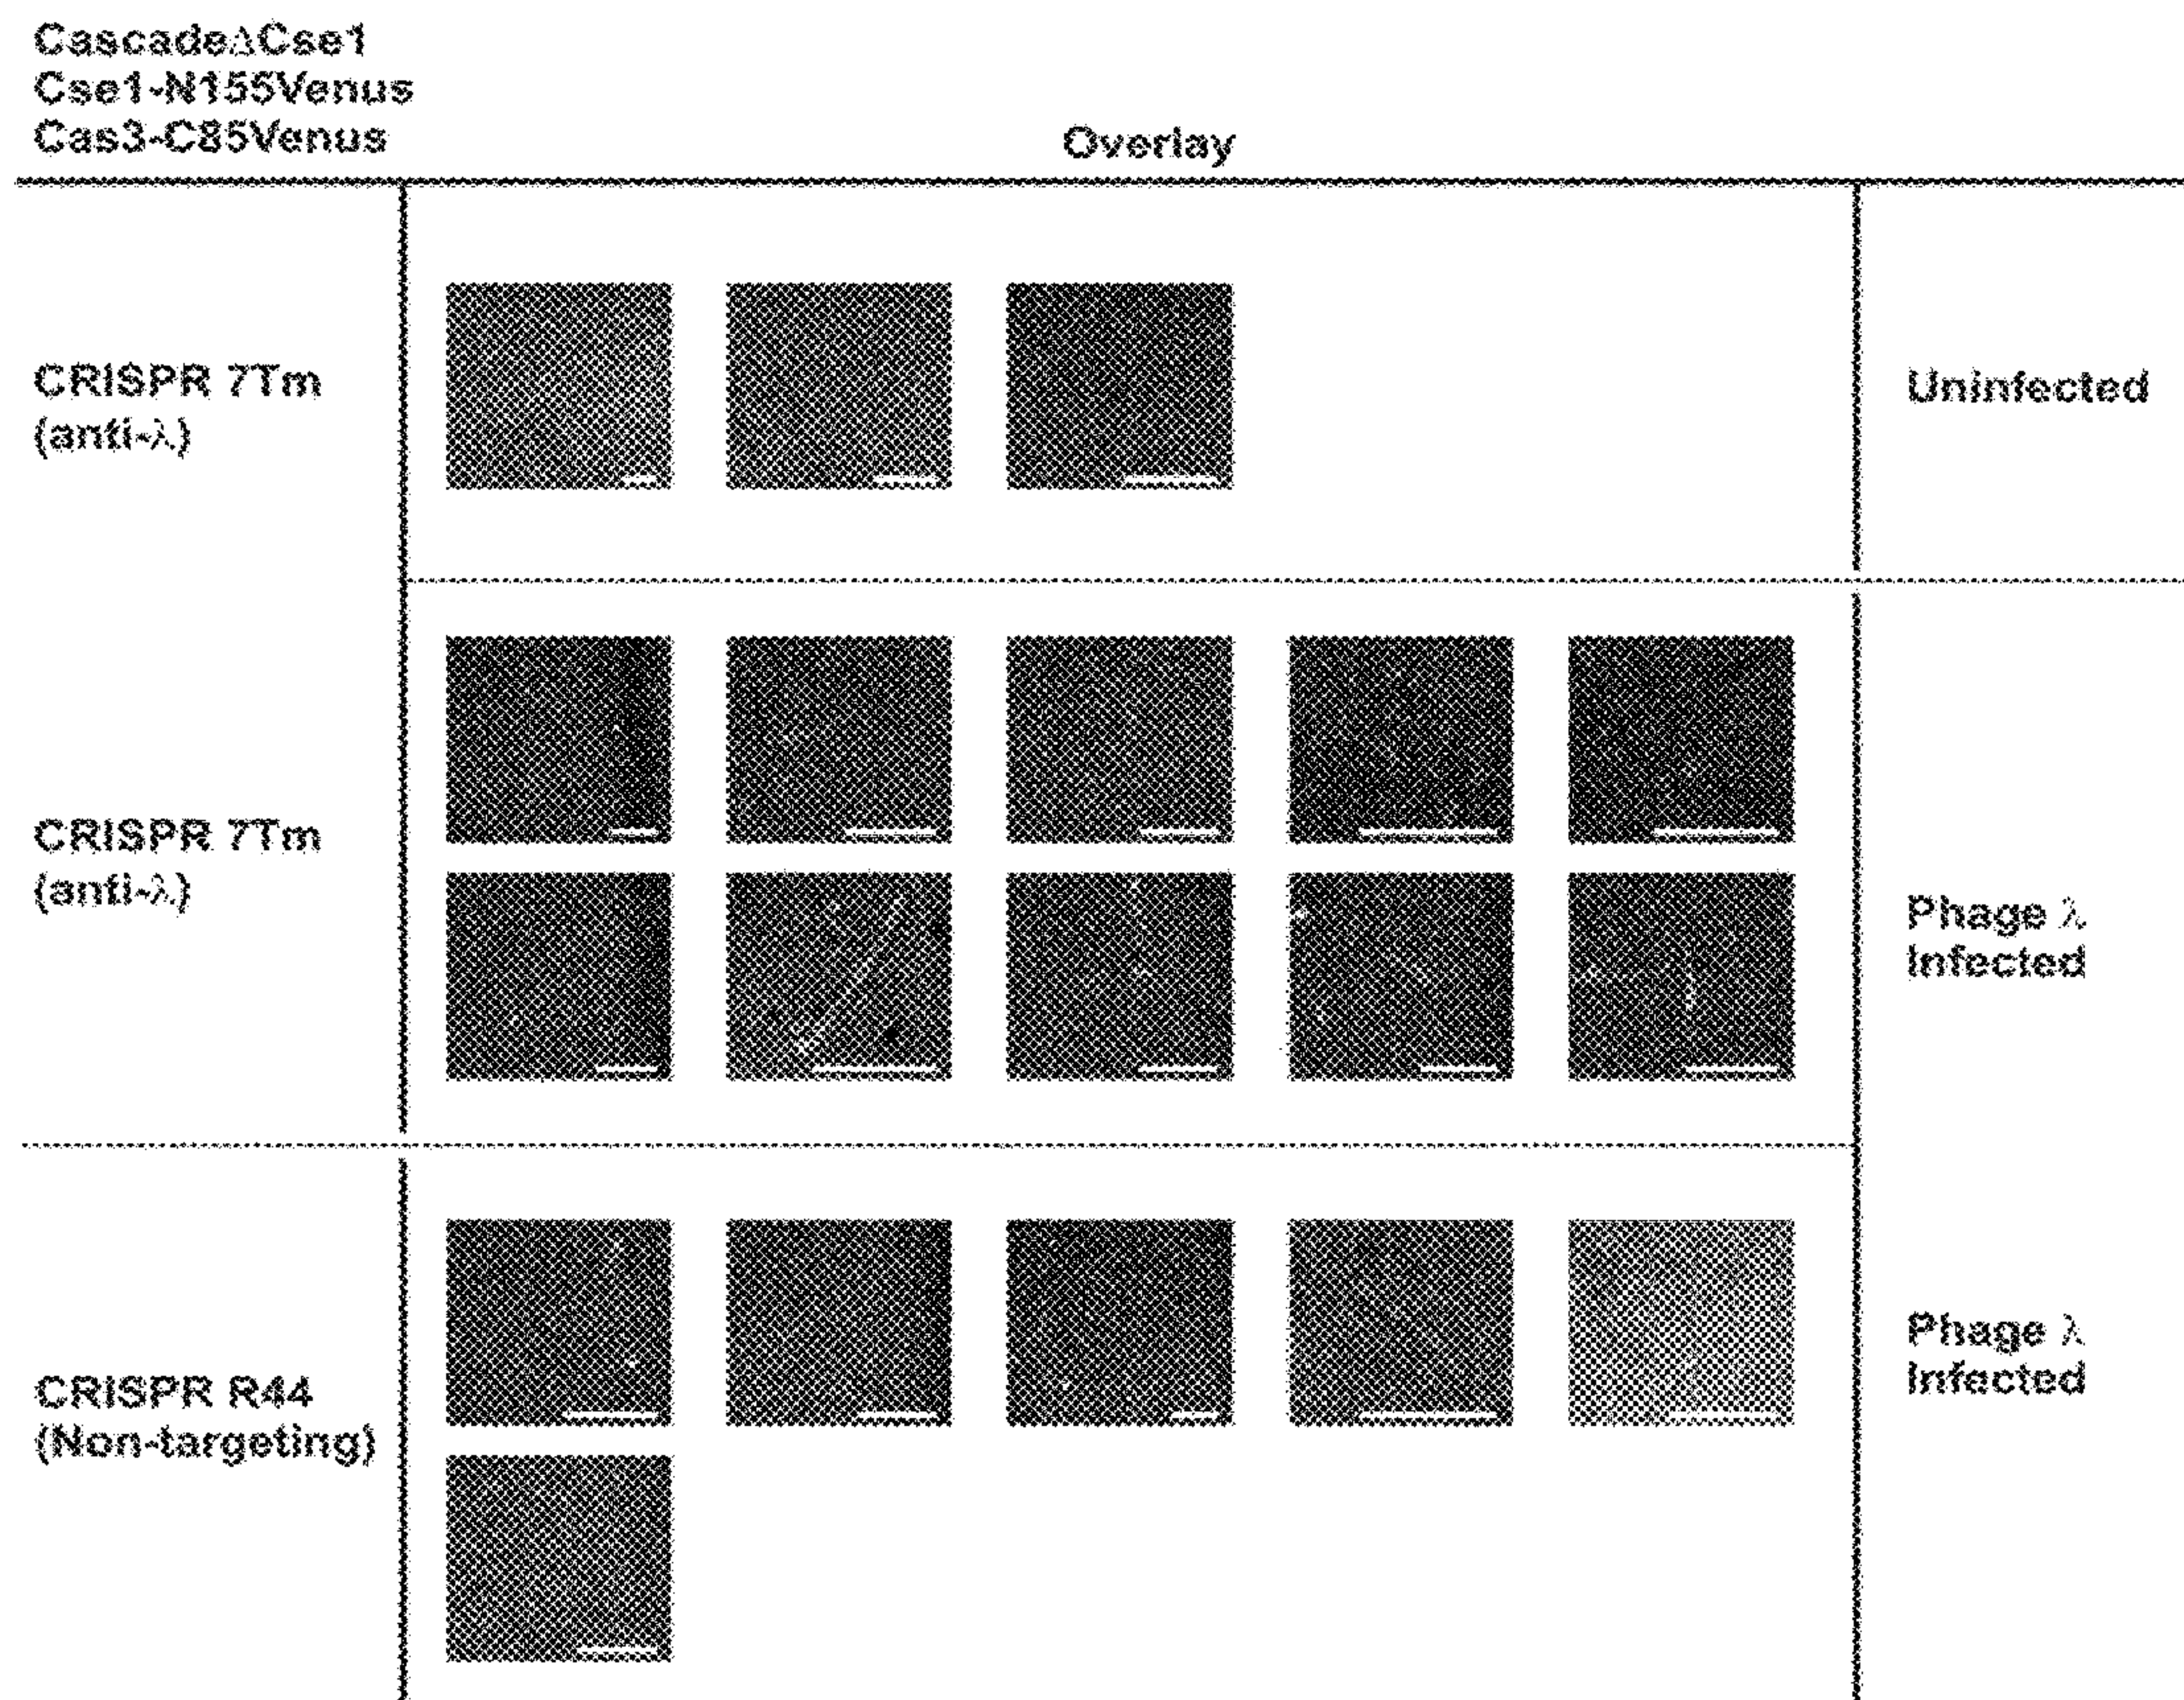 CascadeΔCse1
Cse1-N155Venus
Cas3-C85Venus
Overlay
CRISPR 7Tm
(anti-λ)
Uninfected
CRISPR 7Tm
(anti-λ)
Phage λ
Infected
CRISPR R44
(Non-targeting)
Phage λ
Infected